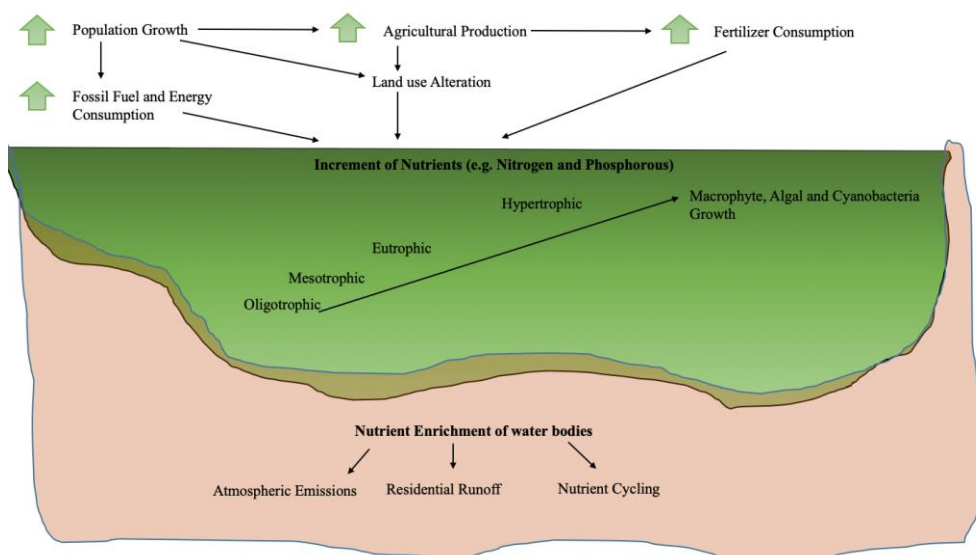 Population Growth
Agricultural Production
Fertilizer Consumption
Land use Alteration
Fossil Fuel and Energy
Consumption
Increment of Nutrients (e.g. Nitrogen and Phosphorous)
Hypertrophic
Macrophyte, Algal and Cyanobacteria
Growth
Eutrophic
Mesotrophic
Oligotrophic
Nutrient Enrichment of water bodies
Atmospheric Emissions
Residential Runoff
Nutrient Cycling